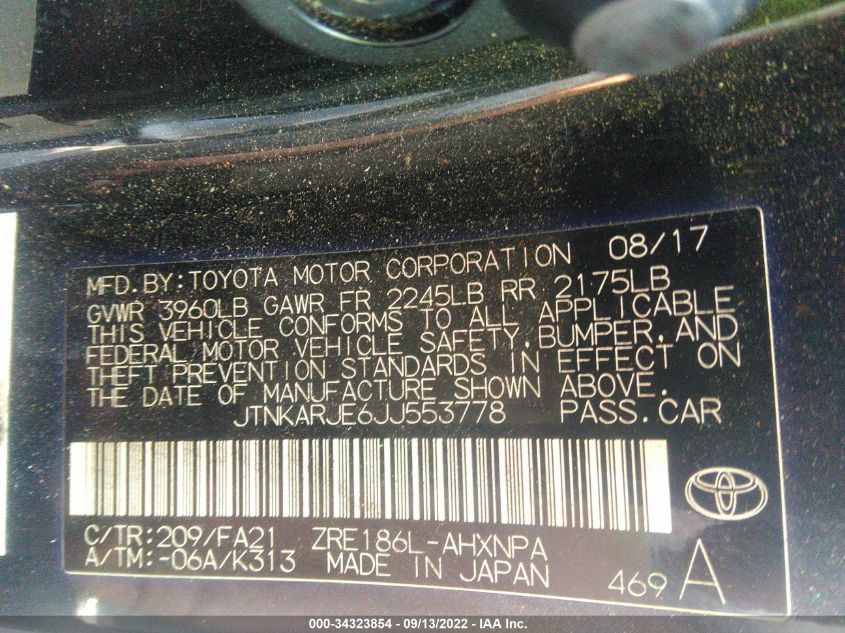 MFD.BY:TOYOTA MOTOR CORPORATION 08/17
GVWR 3960LB GAWR FR 2245LB RR 2175LB
THIS VEHICLE CONFORMS TO ALL APPLICABLE
FEDERAL MOTOR VEHICLE SAFETY,BUMPER,AND
THEFT PREVENTION STANDARDS IN EFFECT ON
THE DATE OF MANUFACTURE SHOWN ABOVE.
JTNKARJE6JJ553778 PASS.CAR
C/TR:209/FA21 ZRE186L-AHXNPA
A/TM:-06A/K313 MADE IN JAPAN
469 A
000-34323854 - 09/13/2022 - IAA Inc.